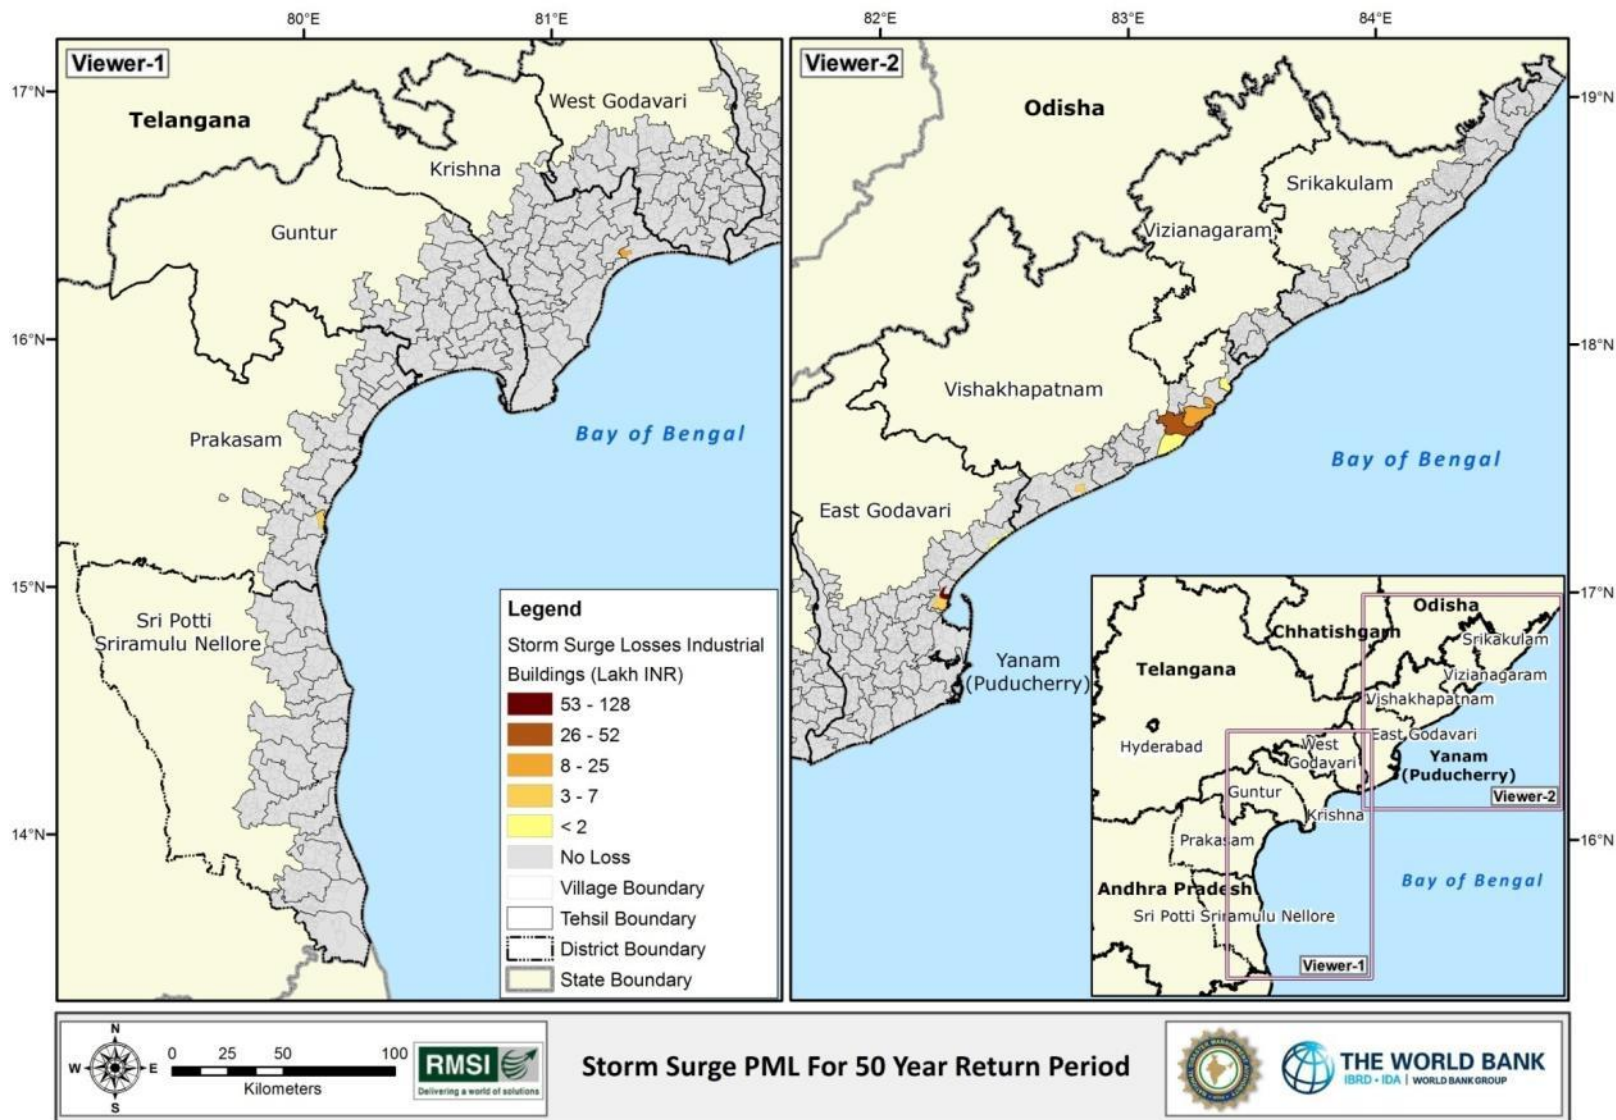 80°E
81°E
82°E
83°E
84°E
Viewer-1
17°N
16°N
15°N
14°N
Telangana
West Godavari
Krishna
Guntur
Prakasam
Bay of Bengal
Sri Potti
Sriramulu Nellore
Legend
Storm Surge Losses Industrial
Buildings (Lakh INR)
53 - 128
26 - 52
8 - 25
3 - 7
< 2
No Loss
Village Boundary
Tehsil Boundary
District Boundary
State Boundary
Viewer-2
19°N
18°N
17°N
16°N
Odisha
Srikakulam
Vizianagaram
Vishakhapatnam
Bay of Bengal
East Godavari
Yanam
(Puducherry)
Odisha
Chhatishgarh
Srikakulam
Telangana
Vizianagaram
Vishakhapatnam
Hyderabad
East Godavari
West
Godavari
Yanam
(Puducherry)
Guntur
Viewer-2
Krishna
Prakasam
Andhra Pradesh
Bay of Bengal
Sri Potti Sriramulu Nellore
Viewer-1
N
W
E
S
0 25 50 100
Kilometers
RMSI
Delivering a world of solutions
Storm Surge PML For 50 Year Return Period
THE WORLD BANK
IBRD • IDA | WORLD BANK GROUP